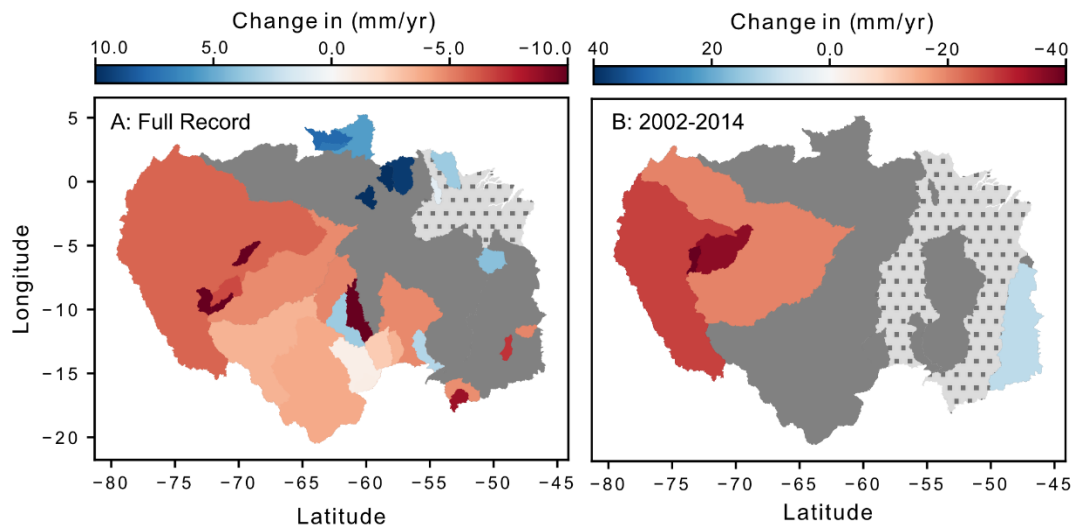 Change in (mm/yr)
10.0 5.0 0.0 −5.0 −10.0
A: Full Record
5
0
−5
−10
−15
−20
Longitude
−80 −75 −70 −65 −60 −55 −50 −45
Latitude
Change in (mm/yr)
40 20 0.0 −20 −40
B: 2002-2014
−80 −75 −70 −65 −60 −55 −50 −45
Latitude